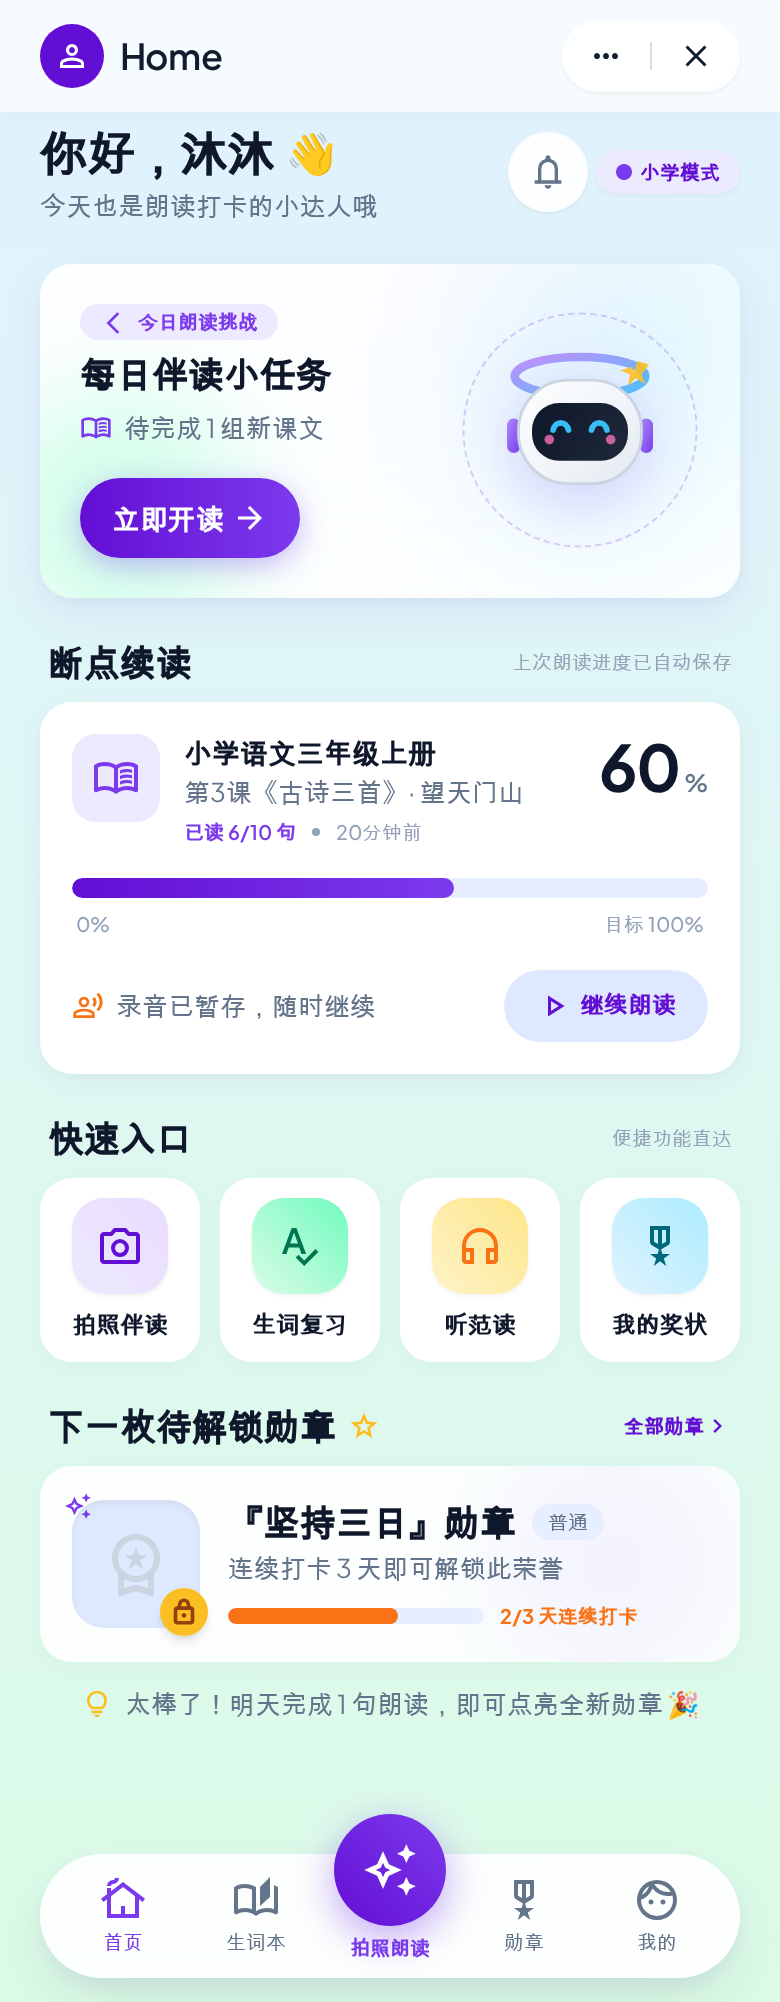 Home
你好，沐沐 👋
今天也是朗读打卡的小达人哦
小学模式
今日朗读挑战
每日伴读小任务
待完成1组新课文
立即开读
断点续读
上次朗读进度已自动保存
小学语文三年级上册
第3课《古诗三首》·望天门山
已读 6/10 句 • 20分钟前
60%
0%
目标 100%
录音已暂存，随时继续
继续朗读
快速入口
便捷功能直达
拍照伴读
生词复习
听范读
我的奖状
下一枚待解锁勋章
全部勋章
『坚持三日』勋章
普通
连续打卡 3 天即可解锁此荣誉
2/3 天连续打卡
太棒了！明天完成1句朗读，即可点亮全新勋章🎉
首页
生词本
拍照朗读
勋章
我的